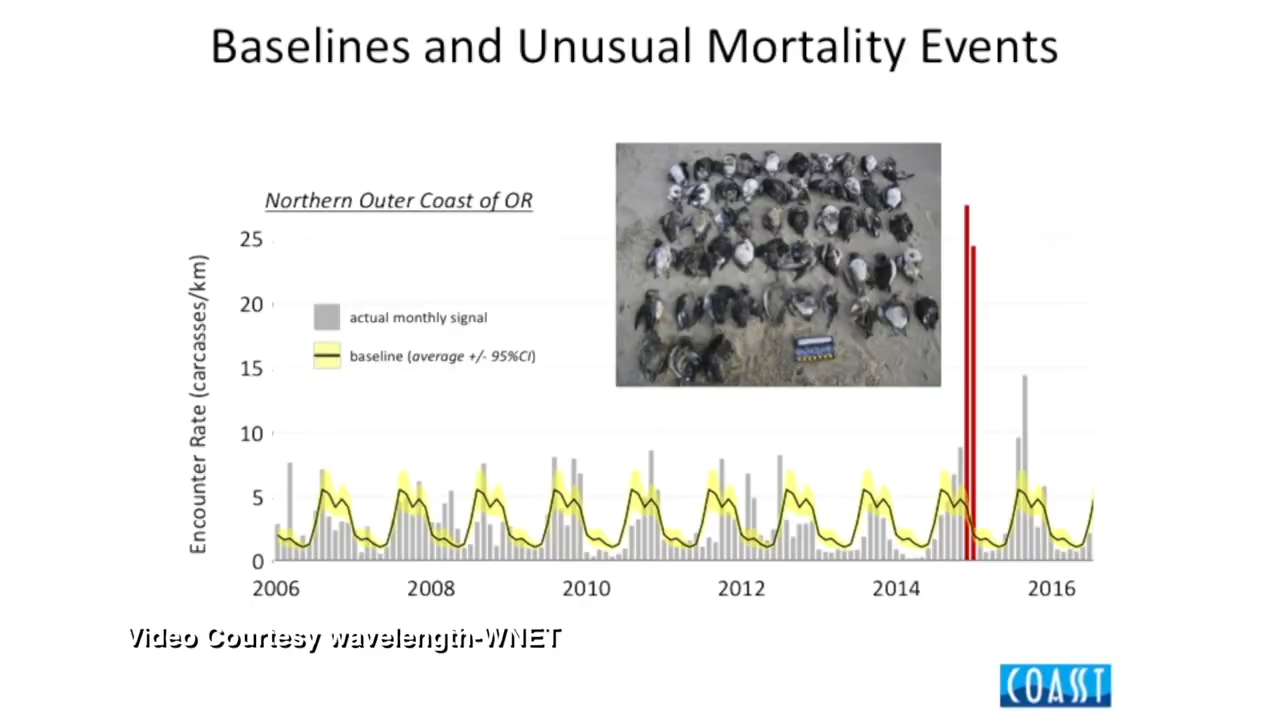 Baselines and Unusual Mortality Events
Northern Outer Coast of OR
Encounter Rate (carcasses/km)
25
20
15
10
5
0
actual monthly signal
baseline (average +/- 95%CI)
2006 2008 2010 2012 2014 2016
Video Courtesy wavelength-WNET
COASST